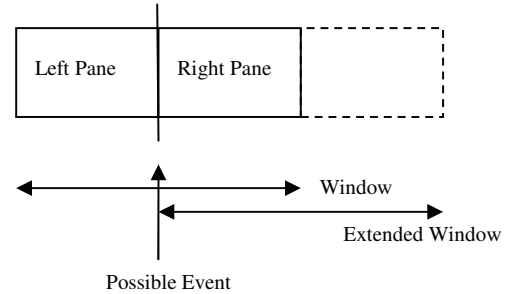 Left Pane
Right Pane
Window
Extended Window
Possible Event